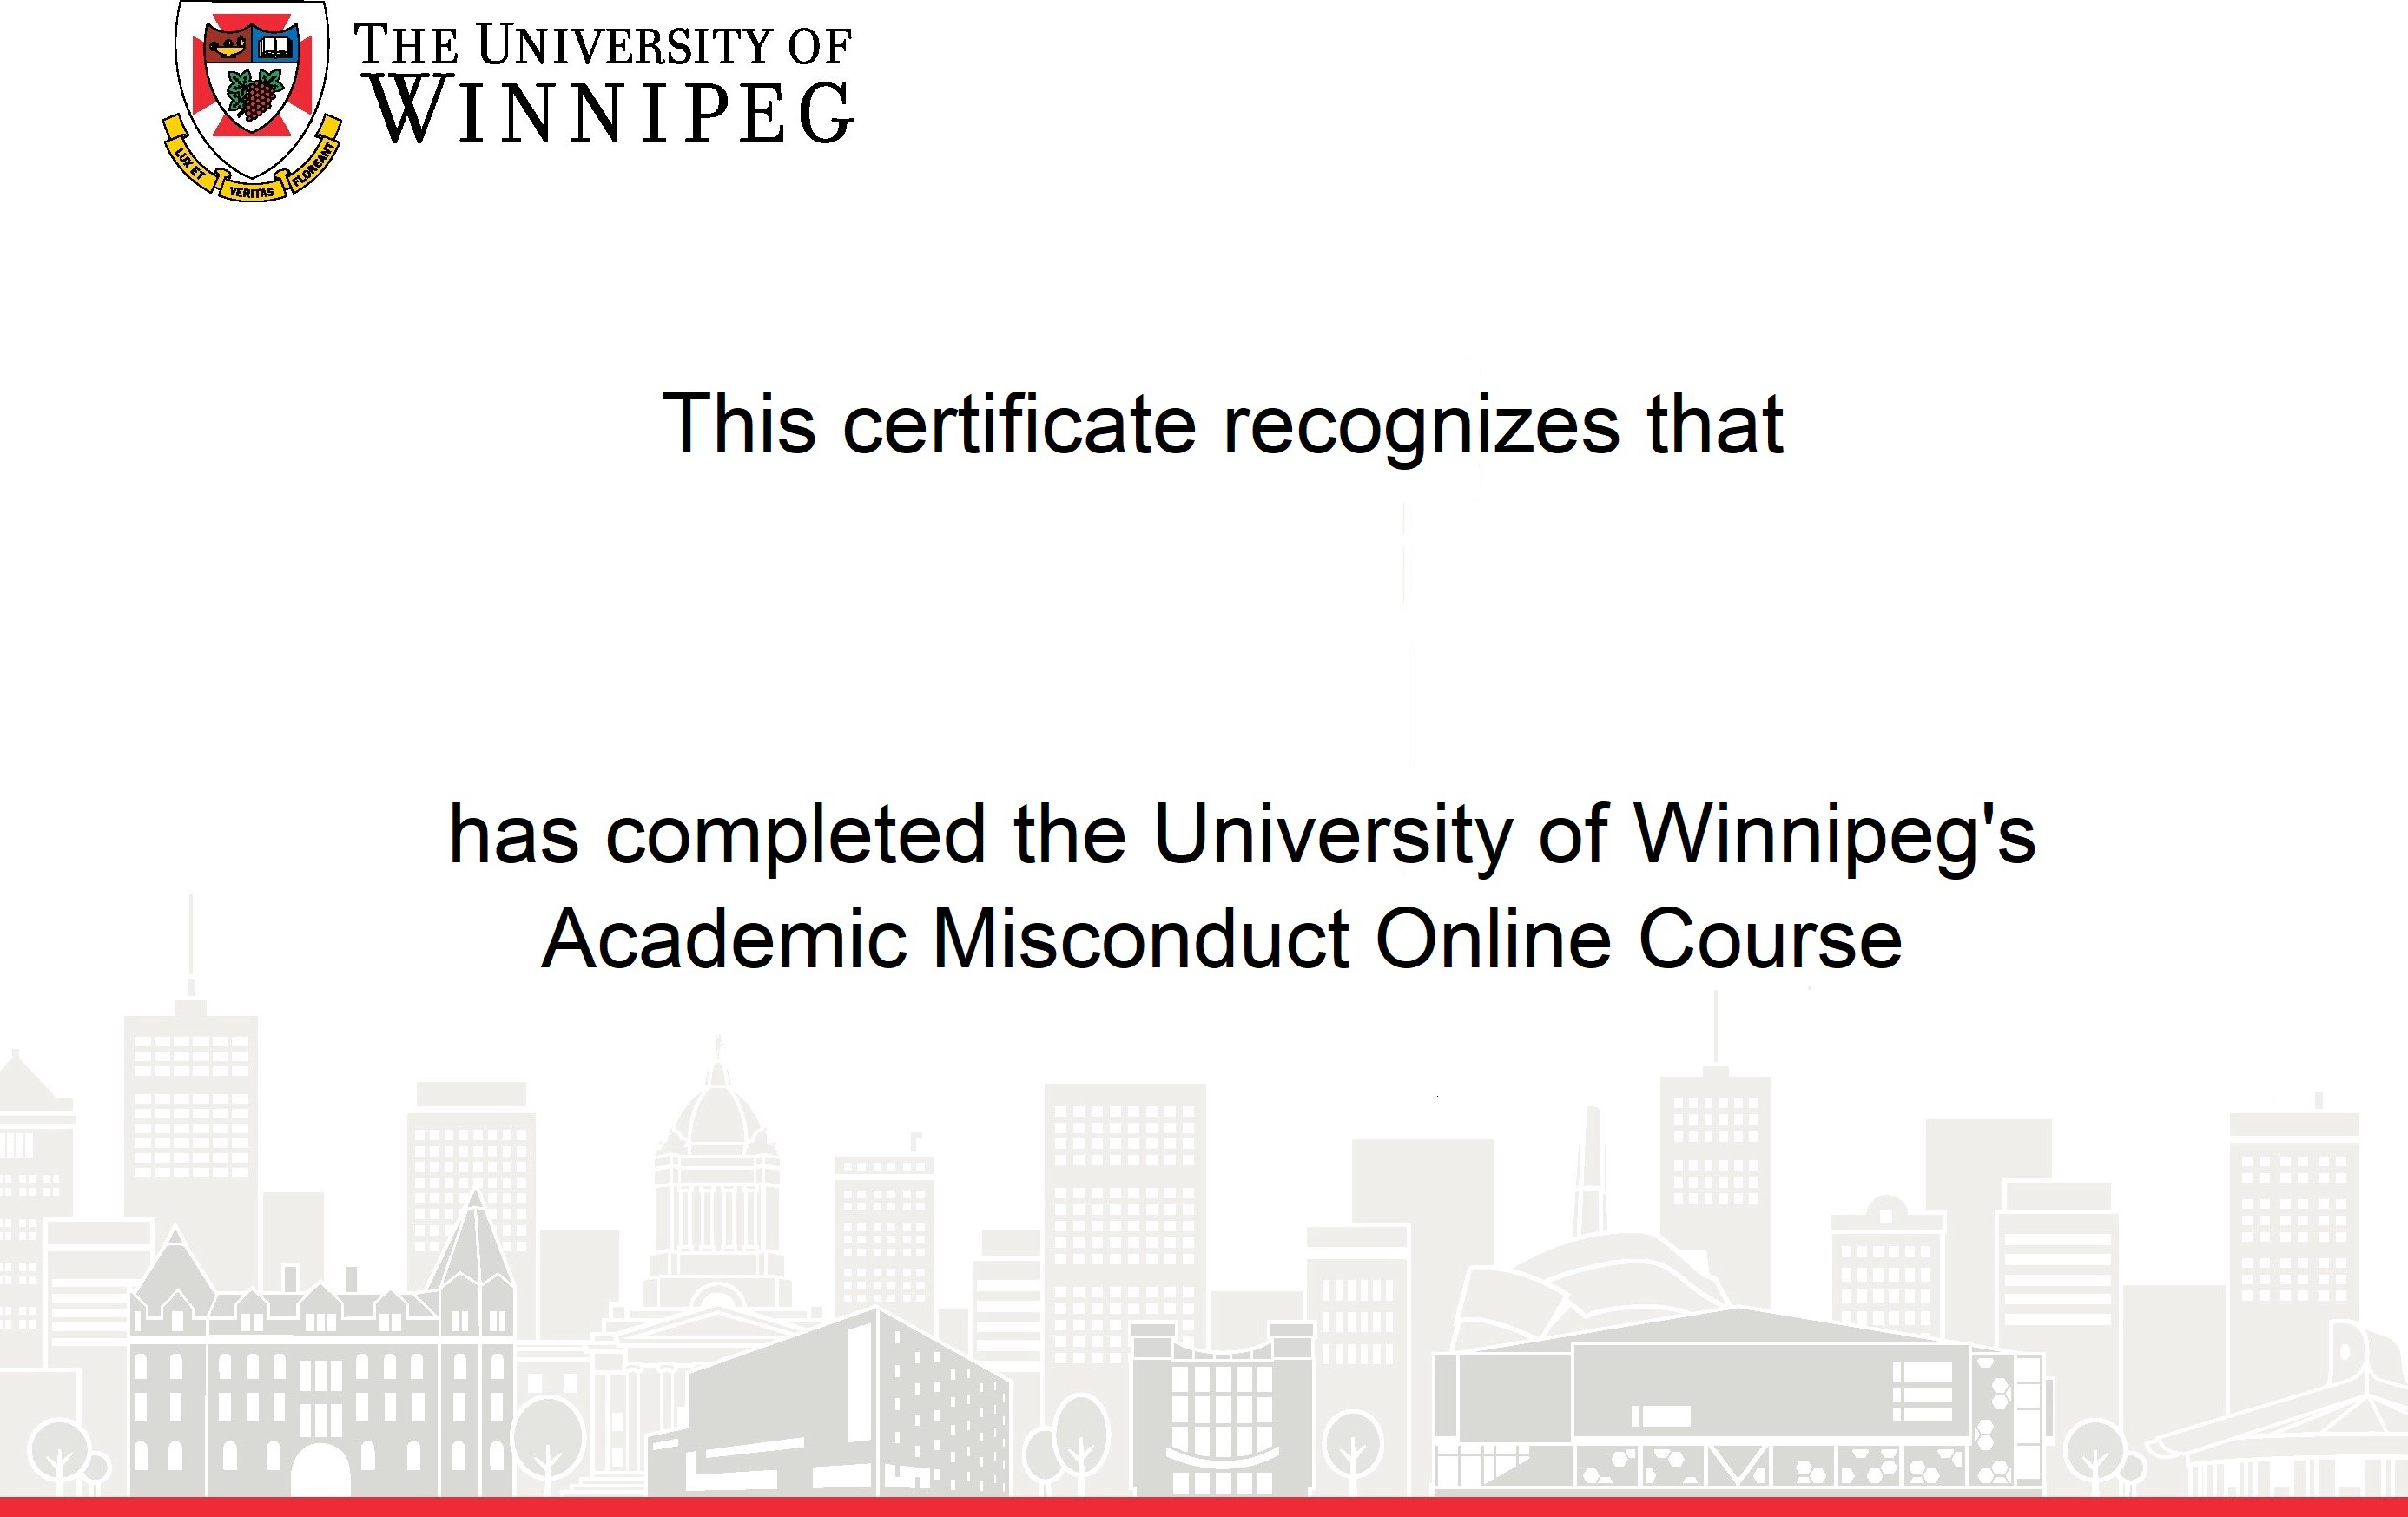 THE UNIVERSITY OF
WINNIPEG
LUX ET VERITAS FLOREANT
This certificate recognizes that
has completed the University of Winnipeg's
Academic Misconduct Online Course